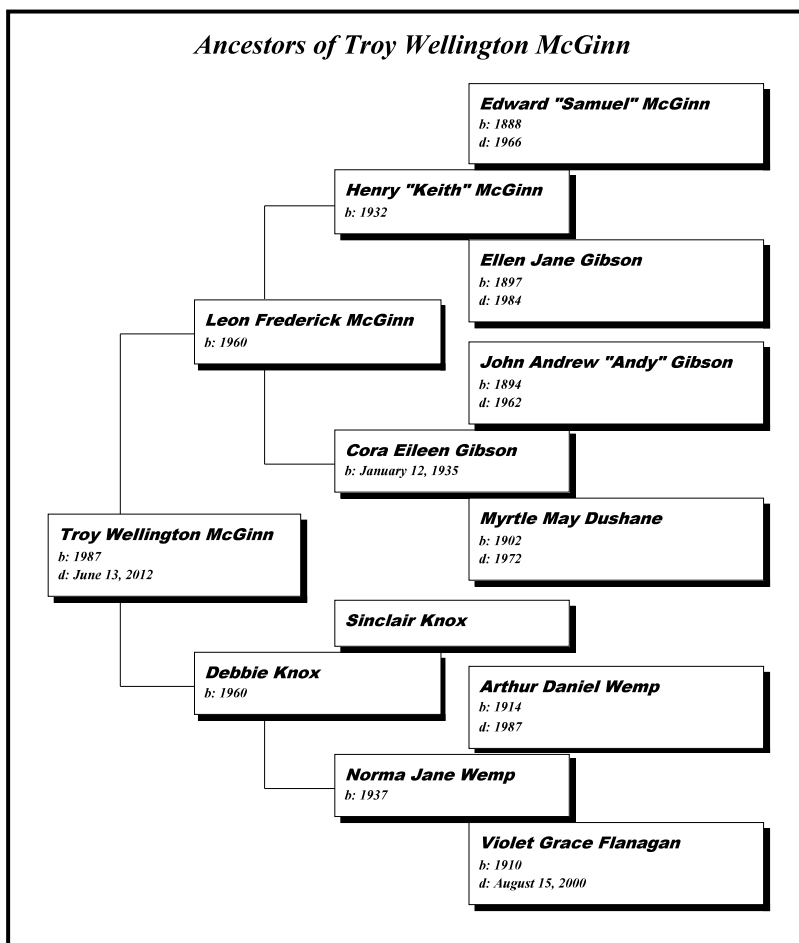 Ancestors of Troy Wellington McGinn
Edward "Samuel" McGinn
b: 1888
d: 1966
Henry "Keith" McGinn
b: 1932
Ellen Jane Gibson
b: 1897
d: 1984
Leon Frederick McGinn
b: 1960
John Andrew "Andy" Gibson
b: 1894
d: 1962
Cora Eileen Gibson
b: January 12, 1935
Myrtle May Dushane
b: 1902
d: 1972
Troy Wellington McGinn
b: 1987
d: June 13, 2012
Sinclair Knox
Debbie Knox
b: 1960
Arthur Daniel Wemp
b: 1914
d: 1987
Norma Jane Wemp
b: 1937
Violet Grace Flanagan
b: 1910
d: August 15, 2000